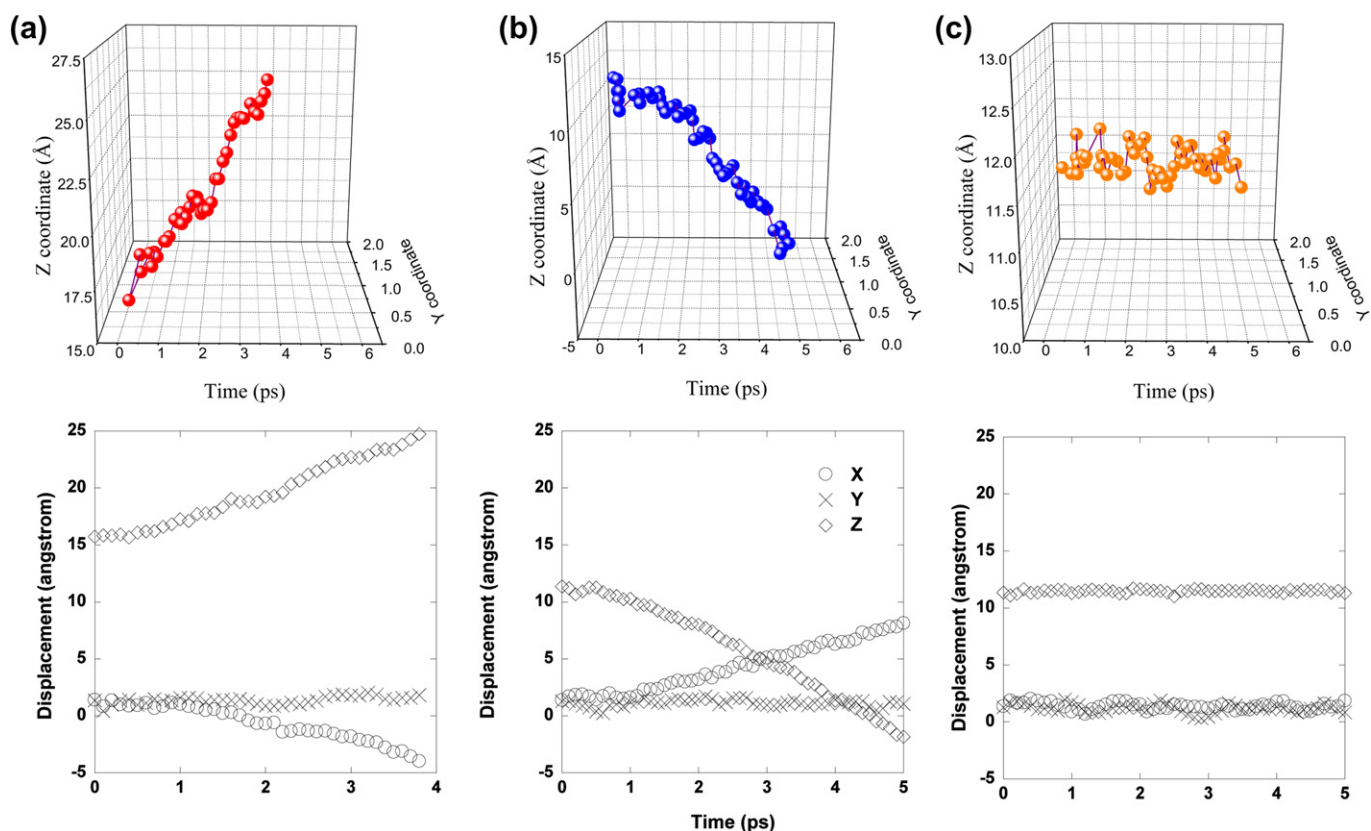 (a)
27.5
25.0
22.5
20.0
17.5
15.0
Z coordinate (Å)
0 1 2 3 4 5 6
Time (ps)
2.0
1.5
1.0
0.5
0.0
Y coordinate
(b)
15
10
5
0
-5
Z coordinate (Å)
0 1 2 3 4 5 6
Time (ps)
2.0
1.5
1.0
0.5
0.0
Y coordinate
(c)
13.0
12.5
12.0
11.5
11.0
10.5
10.0
Z coordinate (Å)
0 1 2 3 4 5 6
Time (ps)
2.0
1.5
1.0
0.5
0.0
Y coordinate
25
20
15
10
5
0
-5
Displacement (angstrom)
0 1 2 3 4
25
20
15
10
5
0
-5
Displacement (angstrom)
X
Y
Z
0 1 2 3 4 5
Time (ps)
25
20
15
10
5
0
-5
Displacement (angstrom)
0 1 2 3 4 5